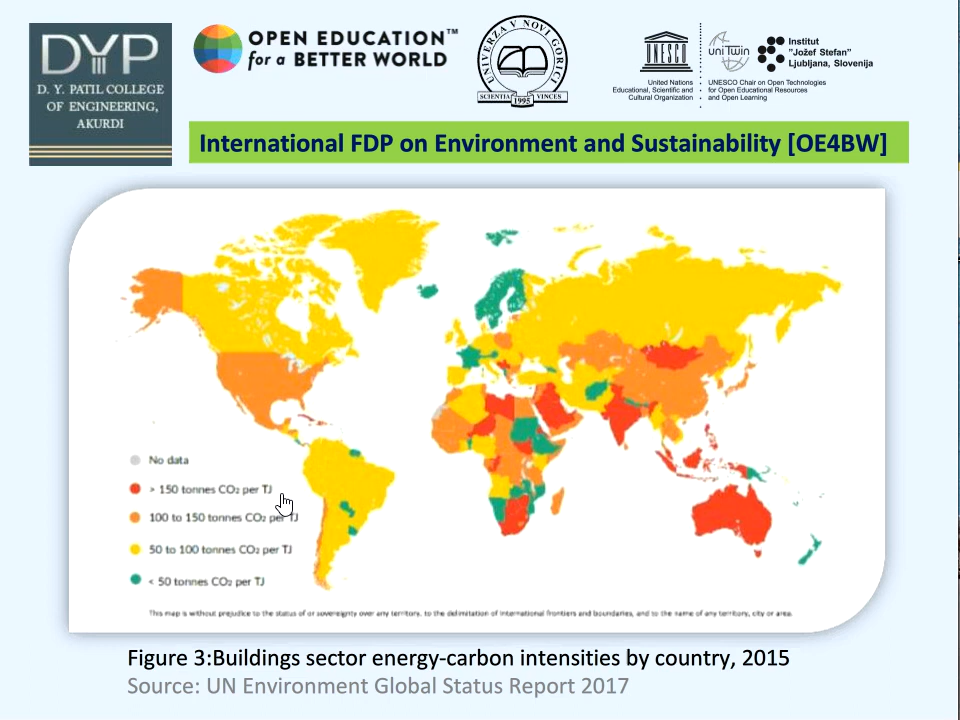 DYP
D. Y. PATIL COLLEGE
OF ENGINEERING,
AKURDI
OPEN EDUCATION™
for a BETTER WORLD
UNIVERZA V NOVI GORICI
SCIENTIA VINCES
1995
UNESCO
United Nations
Educational, Scientific and
Cultural Organization
uniTwin
Institut
"Jožef Stefan"
Ljubljana, Slovenija
UNESCO Chair on Open Technologies
for Open Educational Resources
and Open Learning
International FDP on Environment and Sustainability [OE4BW]
No data
> 150 tonnes CO₂ per TJ
100 to 150 tonnes CO₂ per TJ
50 to 100 tonnes CO₂ per TJ
< 50 tonnes CO₂ per TJ
This map is without prejudice to the status of or sovereignty over any territory, to the delimitation of international frontiers and boundaries, and to the name of any territory, city or area.
Figure 3:Buildings sector energy-carbon intensities by country, 2015
Source: UN Environment Global Status Report 2017